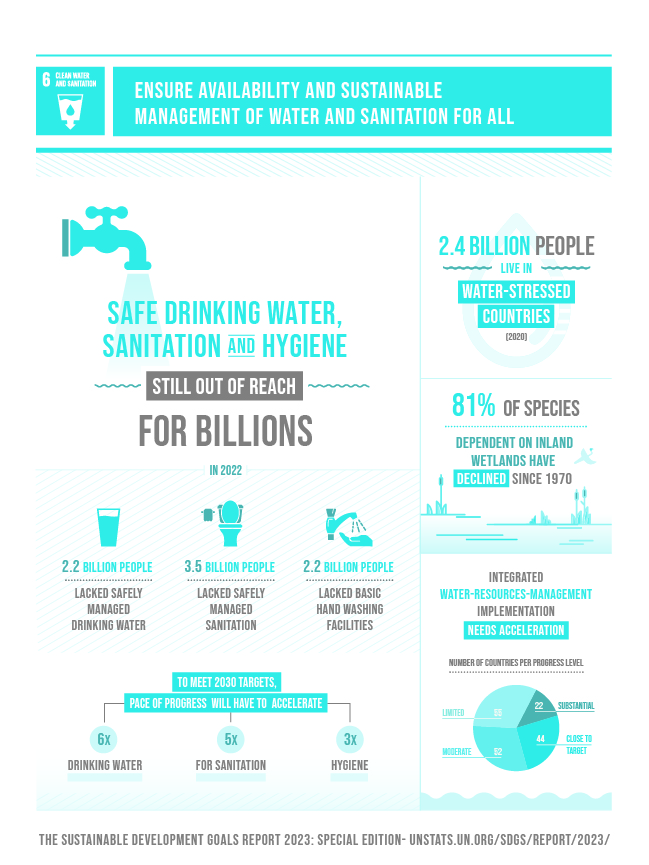 6 CLEAN WATER
AND SANITATION
ENSURE AVAILABILITY AND SUSTAINABLE
MANAGEMENT OF WATER AND SANITATION FOR ALL
SAFE DRINKING WATER,
SANITATION AND HYGIENE
STILL OUT OF REACH
FOR BILLIONS
IN 2022
2.2 BILLION PEOPLE
LACKED SAFELY
MANAGED
DRINKING WATER
3.5 BILLION PEOPLE
LACKED SAFELY
MANAGED
SANITATION
2.2 BILLION PEOPLE
LACKED BASIC
HAND WASHING
FACILITIES
TO MEET 2030 TARGETS,
PACE OF PROGRESS WILL HAVE TO ACCELERATE
6x
DRINKING WATER
5x
FOR SANITATION
3x
HYGIENE
2.4 BILLION PEOPLE
LIVE IN
WATER-STRESSED
COUNTRIES
(2020)
81% OF SPECIES
DEPENDENT ON INLAND
WETLANDS HAVE
DECLINED SINCE 1970
INTEGRATED
WATER-RESOURCES-MANAGEMENT
IMPLEMENTATION
NEEDS ACCELERATION
NUMBER OF COUNTRIES PER PROGRESS LEVEL
22 SUBSTANTIAL
LIMITED
44 CLOSE TO
TARGET
MODERATE 52
THE SUSTAINABLE DEVELOPMENT GOALS REPORT 2023: SPECIAL EDITION- UNSTATS.UN.ORG/SDGS/REPORT/2023/